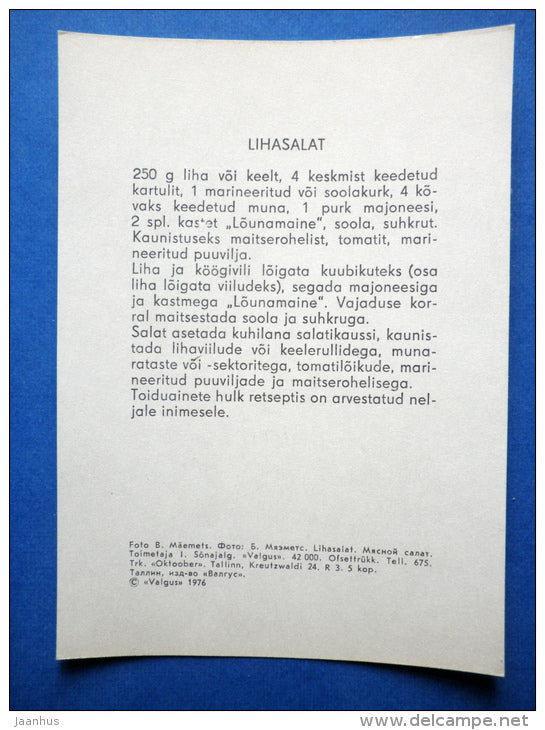 LIHASALAT
250 g liha või keelt, 4 keskmist keedetud
kartulit, 1 marineeritud või soolakurk, 4 kõ-
vaks keedetud muna, 1 purk majoneesi,
2 spl. kastet „Lõunamaine", soola, suhkrut.
Kaunistuseks maitserohelist, tomatit, mari-
neeritud puuvilja.
Liha ja köögivili lõigata kuubikuteks (osa
liha lõigata viiludeks), segada majoneesiga
ja kastmega „Lõunamaine". Vajaduse kor-
ral maitsestada soola ja suhkruga.
Salat asetada kuhilana salatikaussi, kaunis-
tada lihaviilude või keelerullidega, muna-
rataste või -sektoritega, tomatilõikude, mari-
neeritud puuviljade ja maitserohelisega.
Toiduainete hulk retseptis on arvestatud nel-
jale inimesele.
Foto B. Mäemets. Фото: Б. Мяэметс. Lihasalat. Мясной салат.
Toimetaja I. Sõnajalg. «Valgus». 42 000. Ofsettrükk. Tell. 675.
Trk. «Oktoober». Tallinn, Kreutzwaldi 24. R 3. 5 kop.
Таллин, изд-во «Валгус».
© «Valgus» 1976
jaanhus
www.delcampe.net